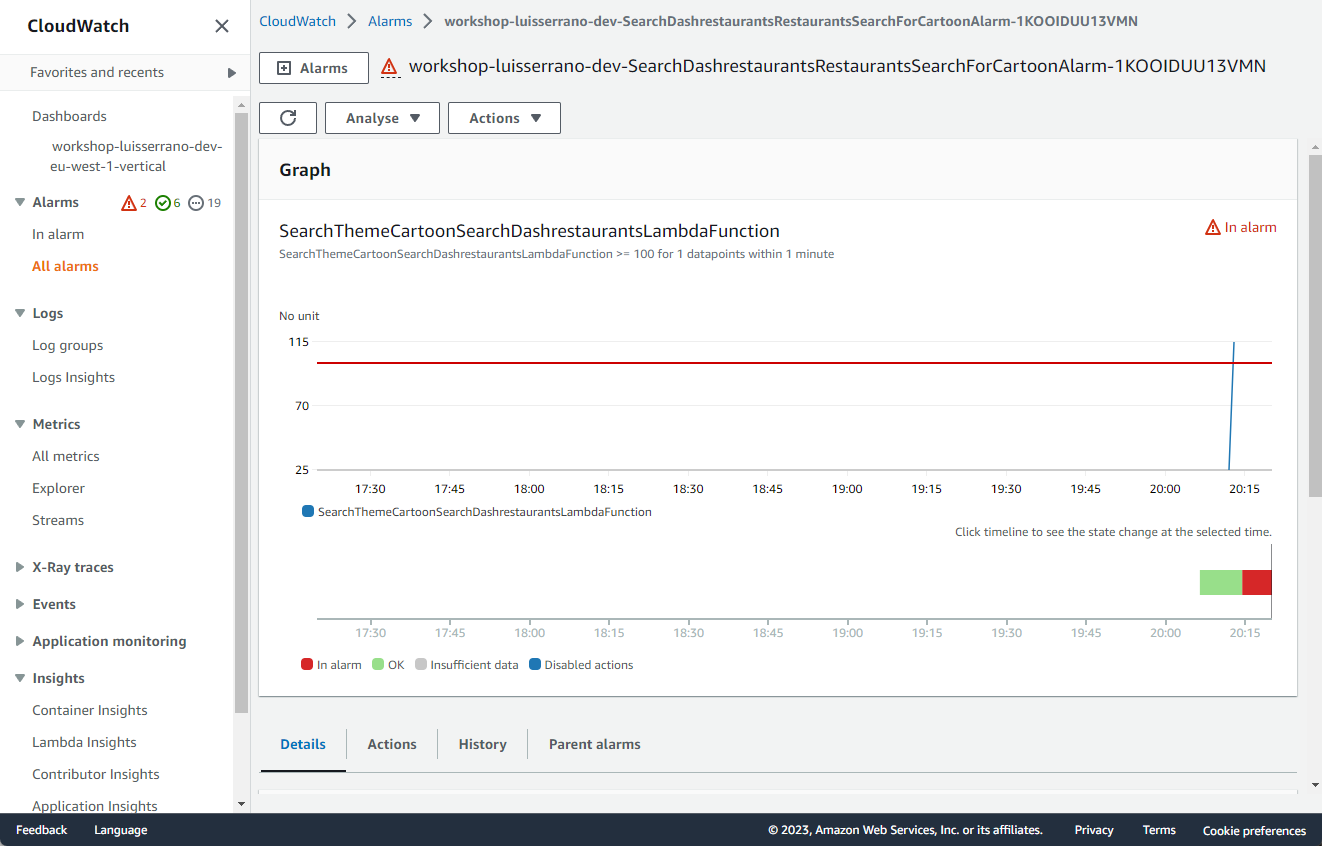 CloudWatch
Favorites and recents
Dashboards
workshop-luisserrano-dev-
eu-west-1-vertical
Alarms 2 6 19
In alarm
All alarms
Logs
Log groups
Logs Insights
Metrics
All metrics
Explorer
Streams
X-Ray traces
Events
Application monitoring
Insights
Container Insights
Lambda Insights
Contributor Insights
Application Insights
CloudWatch Alarms workshop-luisserrano-dev-SearchDashrestaurantsRestaurantsSearchForCartoonAlarm-1KOOIDUU13VMN
Alarms workshop-luisserrano-dev-SearchDashrestaurantsRestaurantsSearchForCartoonAlarm-1KOOIDUU13VMN
Analyse Actions
Graph
SearchThemeCartoonSearchDashrestaurantsLambdaFunction In alarm
SearchThemeCartoonSearchDashrestaurantsLambdaFunction >= 100 for 1 datapoints within 1 minute
No unit
115
70
25
17:30 17:45 18:00 18:15 18:30 18:45 19:00 19:15 19:30 19:45 20:00 20:15
SearchThemeCartoonSearchDashrestaurantsLambdaFunction
Click timeline to see the state change at the selected time.
17:30 17:45 18:00 18:15 18:30 18:45 19:00 19:15 19:30 19:45 20:00 20:15
In alarm OK Insufficient data Disabled actions
Details Actions History Parent alarms
Feedback Language © 2023, Amazon Web Services, Inc. or its affiliates. Privacy Terms Cookie preferences